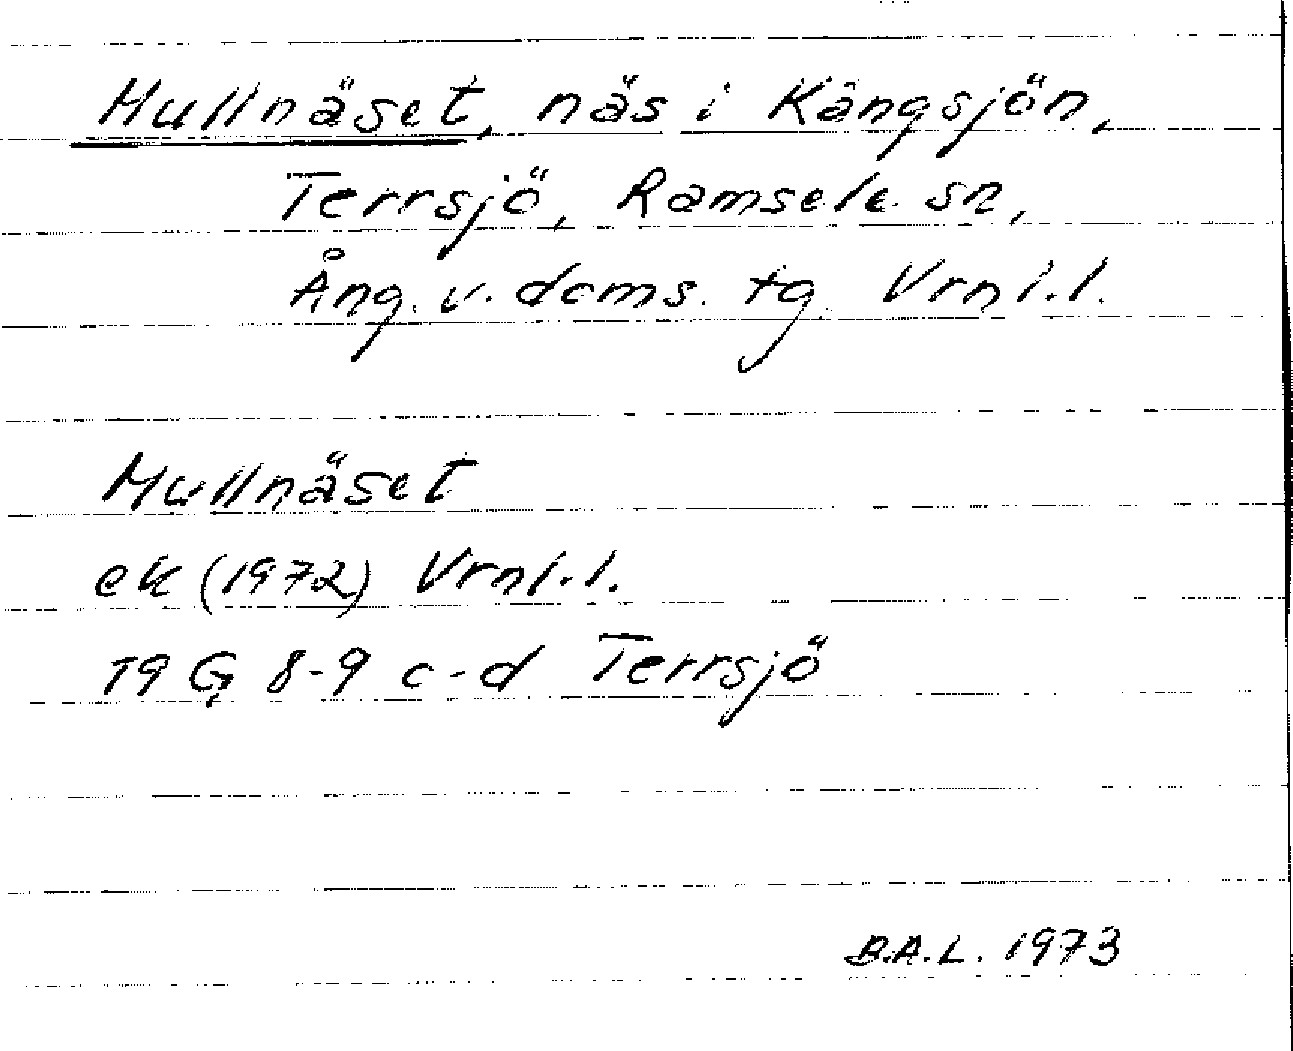 Mullnäset, näs i Kångsjön,
Terrsjö, Ramsele sn,
Ång. v. doms. tg. Vrnl.l.
Mullnäset
ek (1972) Vrnl.l.
19 G 8-9 c-d Terrsjö
B.A.L. 1973